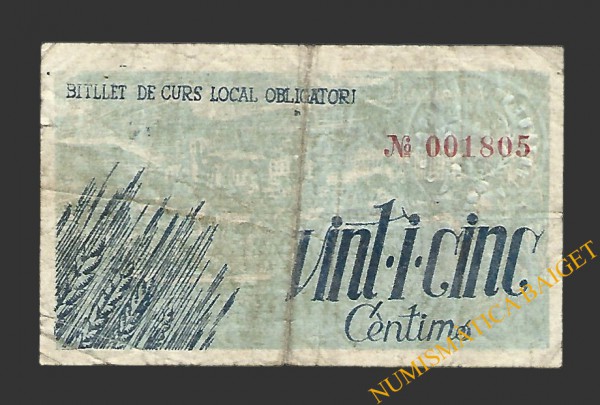 BITLLET DE CURS LOCAL OBLIGATORI
№ 001805
vint-i-cinc
Cèntims
NUMISMATICA BAIGET